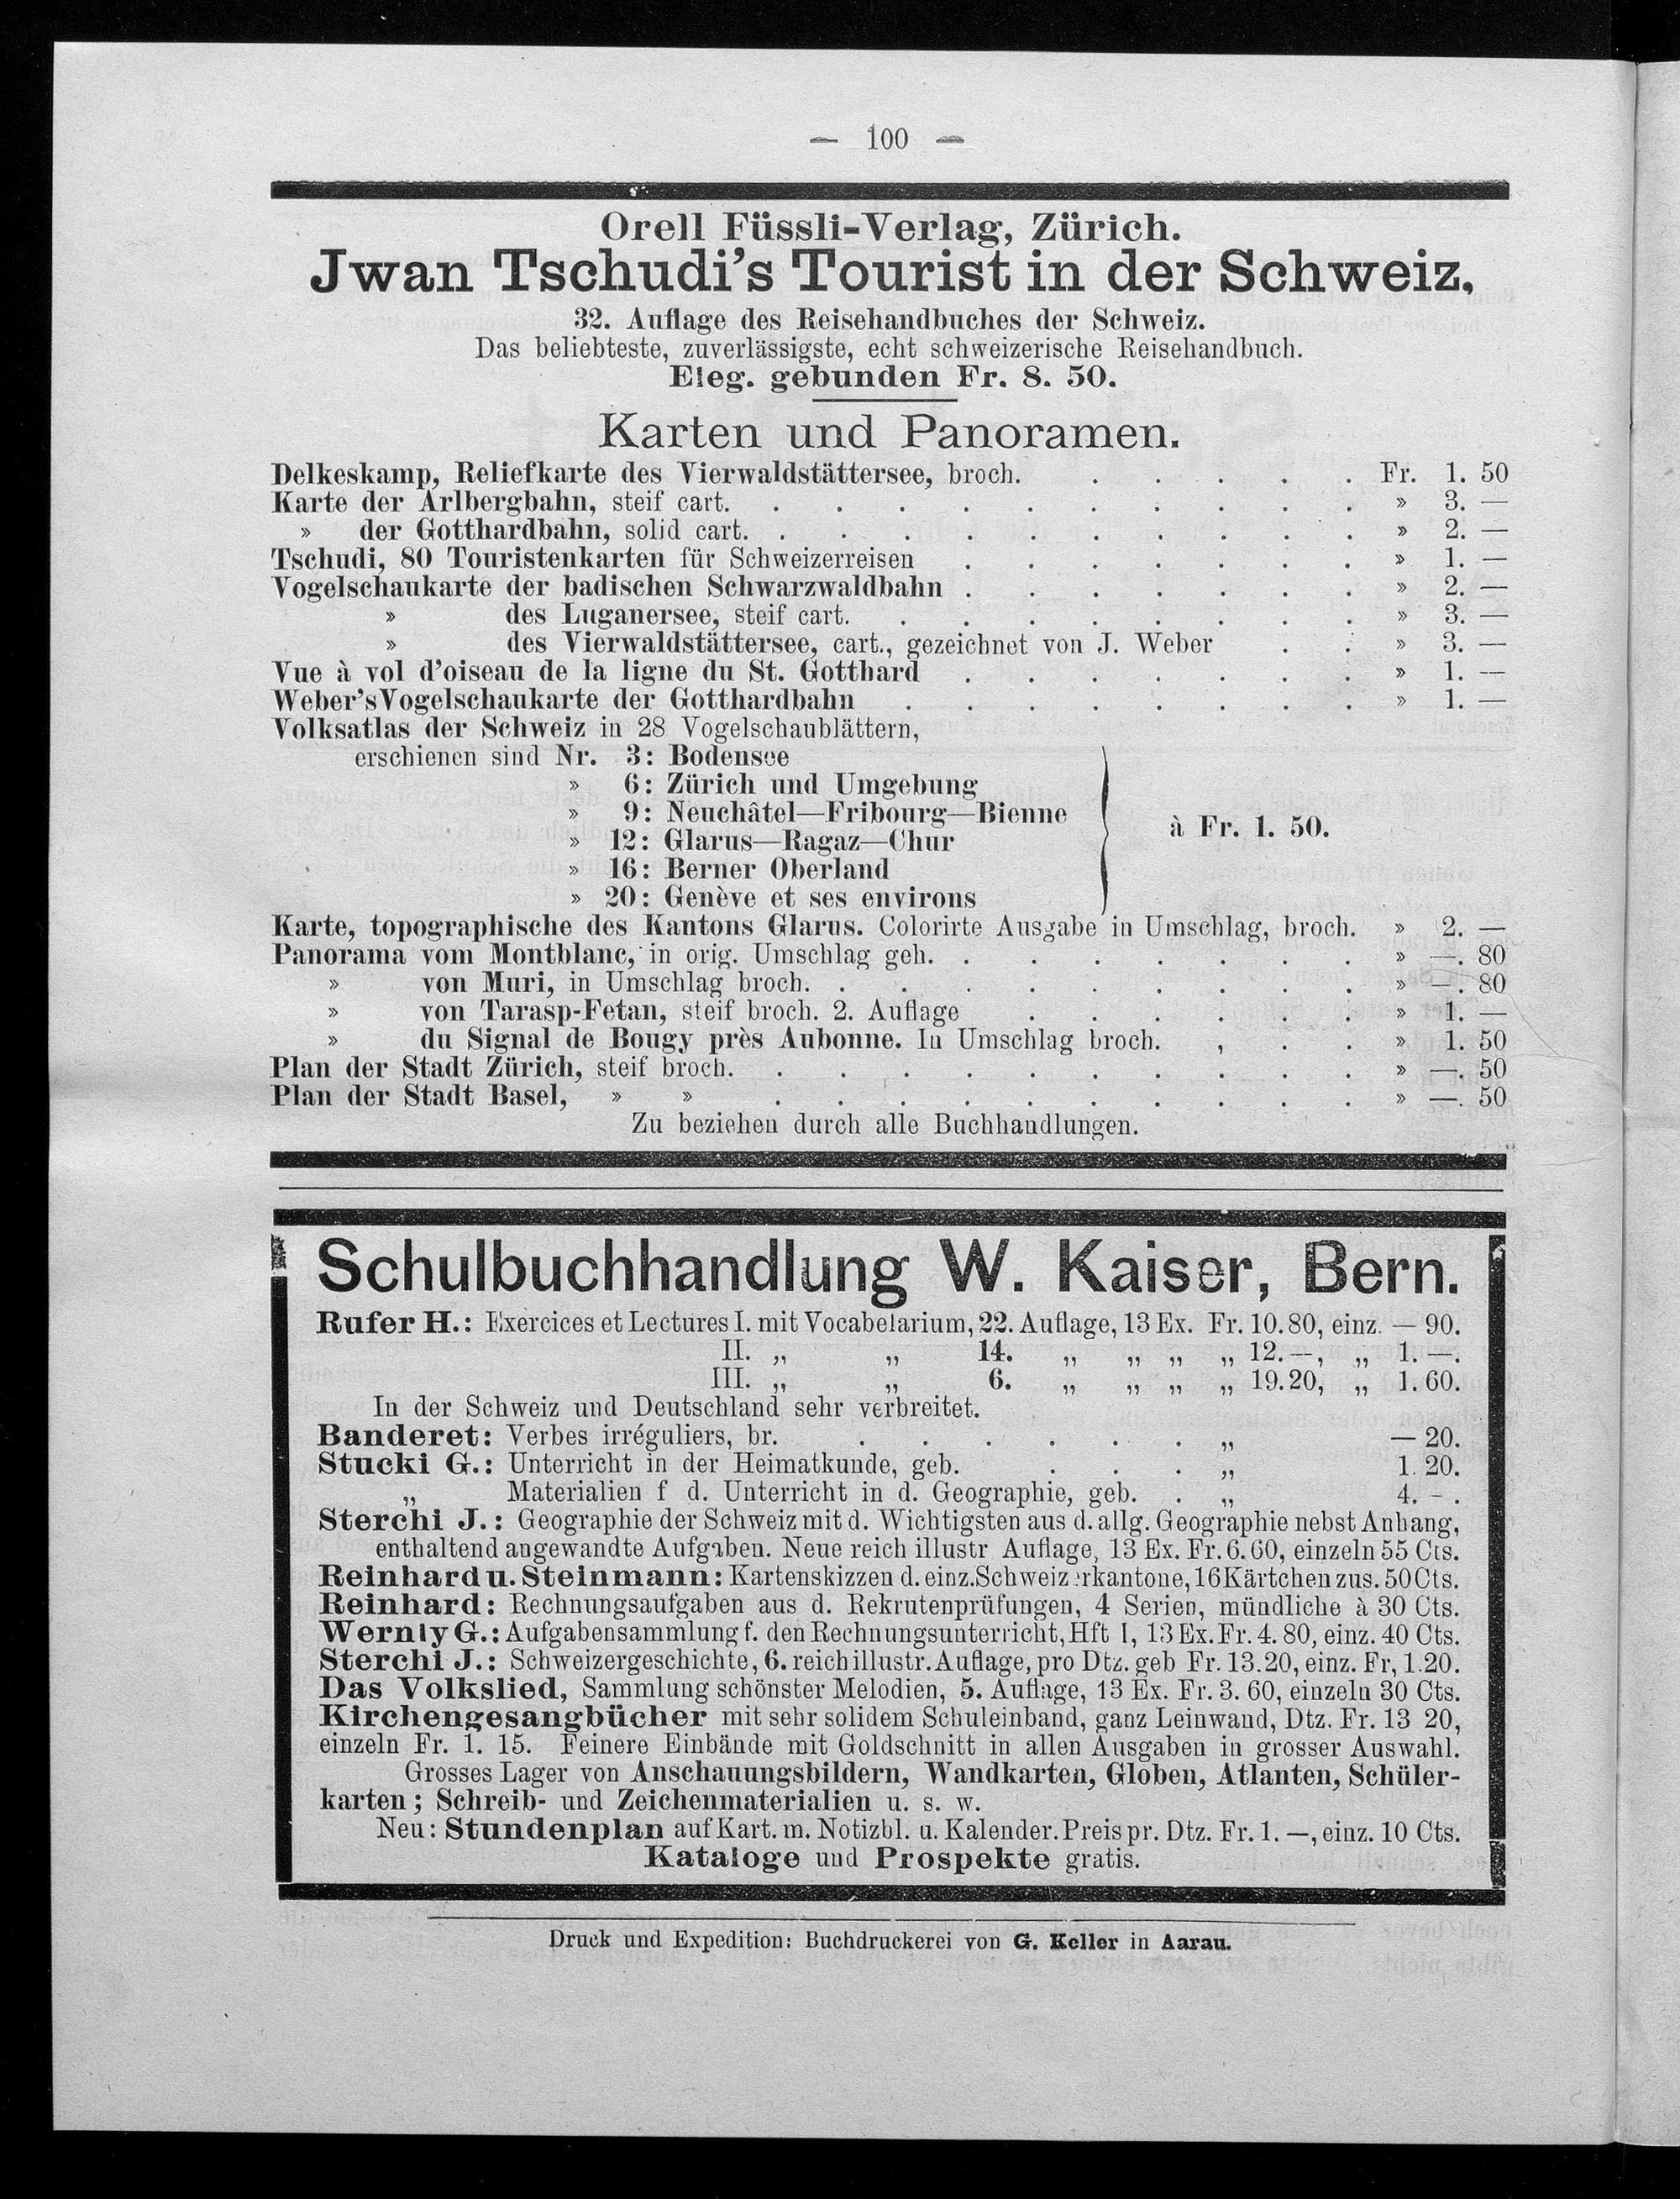 — 100 —
Orell Füssli-Verlag, Zürich.
Jwan Tschudi's Tourist in der Schweiz,
32. Auflage des Reisehandbuches der Schweiz.
Das beliebteste, zuverlässigste, echt schweizerische Reisehandbuch.
Eleg. gebunden Fr. 8. 50.
Karten und Panoramen.
Delkeskamp, Reliefkarte des Vierwaldstättersee, broch. . . . . . Fr. 1. 50
Karte der Arlbergbahn, steif cart. . . . . . . . . . . » 3. —
» der Gotthardbahn, solid cart. . . . . . . . . . . » 2. —
Tschudi, 80 Touristenkarten für Schweizerreisen . . . . . . . » 1. —
Vogelschaukarte der badischen Schwarzwaldbahn . . . . . . . » 2. —
» des Luganersee, steif cart. . . . . . . . . » 3. —
» des Vierwaldstättersee, cart., gezeichnet von J. Weber . . » 3. —
Vue à vol d'oiseau de la ligne du St. Gotthard . . . . . . . » 1. —
Weber'sVogelschaukarte der Gotthardbahn . . . . . . . . » 1. —
Volksatlas der Schweiz in 28 Vogelschaublättern,
erschienen sind Nr. 3: Bodensee
» 6: Zürich und Umgebung
» 9: Neuchâtel—Fribourg—Bienne
à Fr. 1. 50.
» 12: Glarus—Ragaz—Chur
» 16: Berner Oberland
» 20: Genève et ses environs
Karte, topographische des Kantons Glarus. Colorirte Ausgabe in Umschlag, broch. » 2. —
Panorama vom Montblanc, in orig. Umschlag geh. . . . . . . . » —. 80
» von Muri, in Umschlag broch. . . . . . . . . . » —. 80
» von Tarasp-Fetan, steif broch. 2. Auflage . . . . . . » 1. —
» du Signal de Bougy près Aubonne. In Umschlag broch. , . . » 1. 50
Plan der Stadt Zürich, steif broch. . . . . . . . . . . » —. 50
Plan der Stadt Basel, » » . . . . . . . . . . » —. 50
Zu beziehen durch alle Buchhandlungen.
Schulbuchhandlung W. Kaiser, Bern.
Rufer H.: Exercices et Lectures I. mit Vocabelarium, 22. Auflage, 13 Ex. Fr. 10.80, einz. — 90.
II. „ „ 14. „ „ „ „ 12.—, „ 1. —.
III. „ „ 6. „ „ „ „ 19.20, „ 1.60.
In der Schweiz und Deutschland sehr verbreitet.
Banderet: Verbes irréguliers, br. . . . . . . „ — 20.
Stucki G.: Unterricht in der Heimatkunde, geb. . . . „ 1. 20.
„ Materialien f d. Unterricht in d. Geographie, geb. . „ 4. - .
Sterchi J.: Geographie der Schweiz mit d. Wichtigsten aus d. allg. Geographie nebst Anhang,
enthaltend angewandte Aufgaben. Neue reich illustr Auflage, 13 Ex. Fr. 6.60, einzeln 55 Cts.
Reinhard u. Steinmann: Kartenskizzen d. einz. Schweizerkantone, 16 Kärtchen zus. 50 Cts.
Reinhard: Rechnungsaufgaben aus d. Rekrutenprüfungen, 4 Serien, mündliche à 30 Cts.
Wernly G.: Aufgabensammlung f. den Rechnungsunterricht, Hft I, 13 Ex. Fr. 4. 80, einz. 40 Cts.
Sterchi J.: Schweizergeschichte, 6. reich illustr. Auflage, pro Dtz. geb Fr. 13.20, einz. Fr, 1.20.
Das Volkslied, Sammlung schönster Melodien, 5. Auflage, 13 Ex. Fr. 3. 60, einzeln 30 Cts.
Kirchengesangbücher mit sehr solidem Schuleinband, ganz Leinwand, Dtz. Fr. 13 20,
einzeln Fr. 1. 15. Feinere Einbände mit Goldschnitt in allen Ausgaben in grosser Auswahl.
Grosses Lager von Anschauungsbildern, Wandkarten, Globen, Atlanten, Schüler-
karten; Schreib- und Zeichenmaterialien u. s. w.
Neu: Stundenplan auf Kart. m. Notizbl. u. Kalender. Preis pr. Dtz. Fr. 1. —, einz. 10 Cts.
Kataloge und Prospekte gratis.
Druck und Expedition: Buchdruckerei von G. Keller in Aarau.